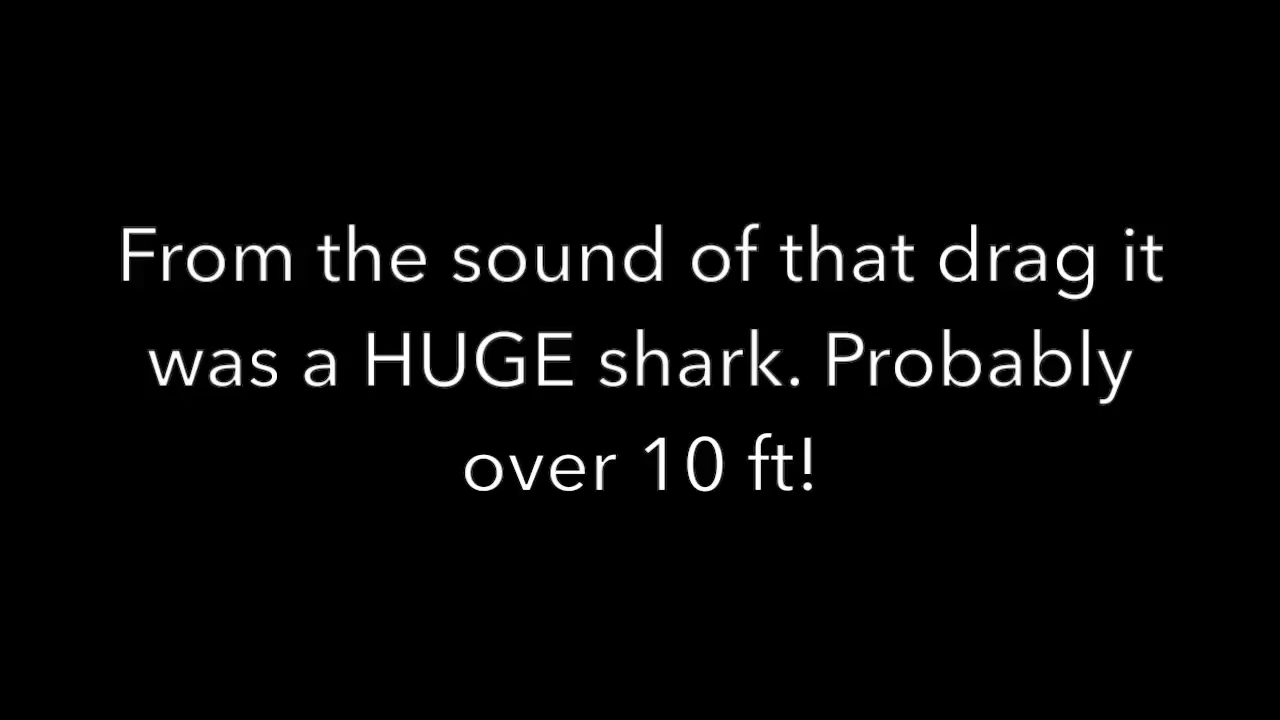 From the sound of that drag it
was a HUGE shark. Probably
over 10 ft!